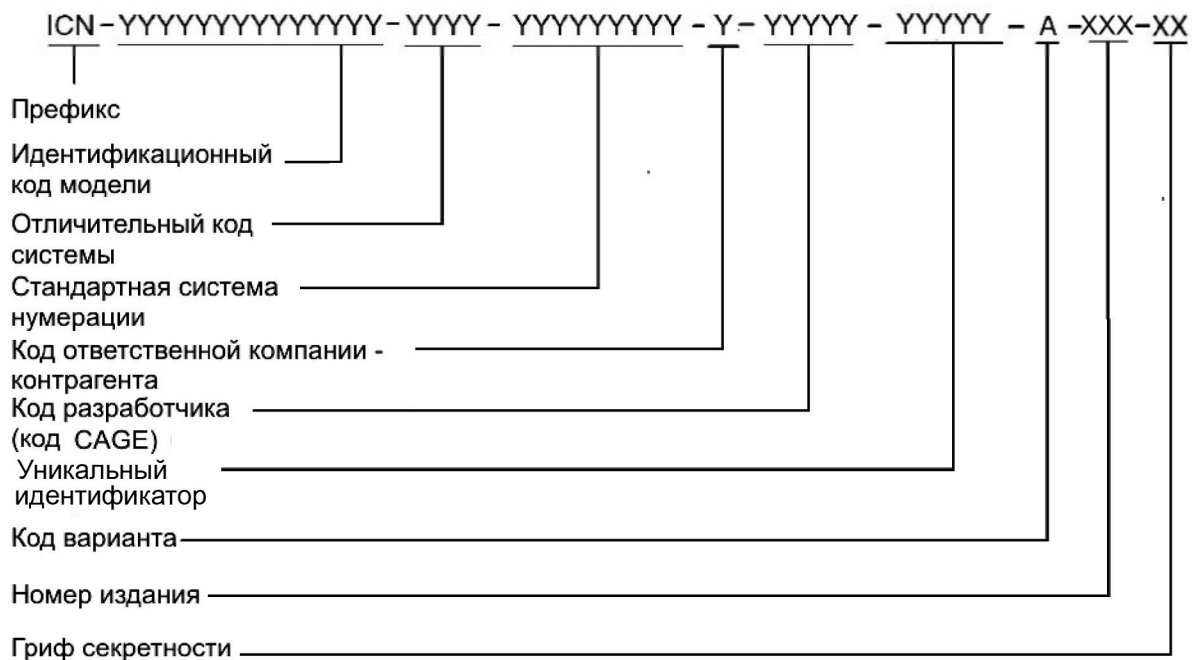 ICN-YYYYYYYYYYYYYY-YYYY-YYYYYYYYY-Y-YYYYY-YYYYY-A-XXX-XX
Префикс
Идентификационный
код модели
Отличительный код
системы
Стандартная система
нумерации
Код ответственной компании -
контрагента
Код разработчика
(код CAGE)
Уникальный
идентификатор
Код варианта
Номер издания
Гриф секретности